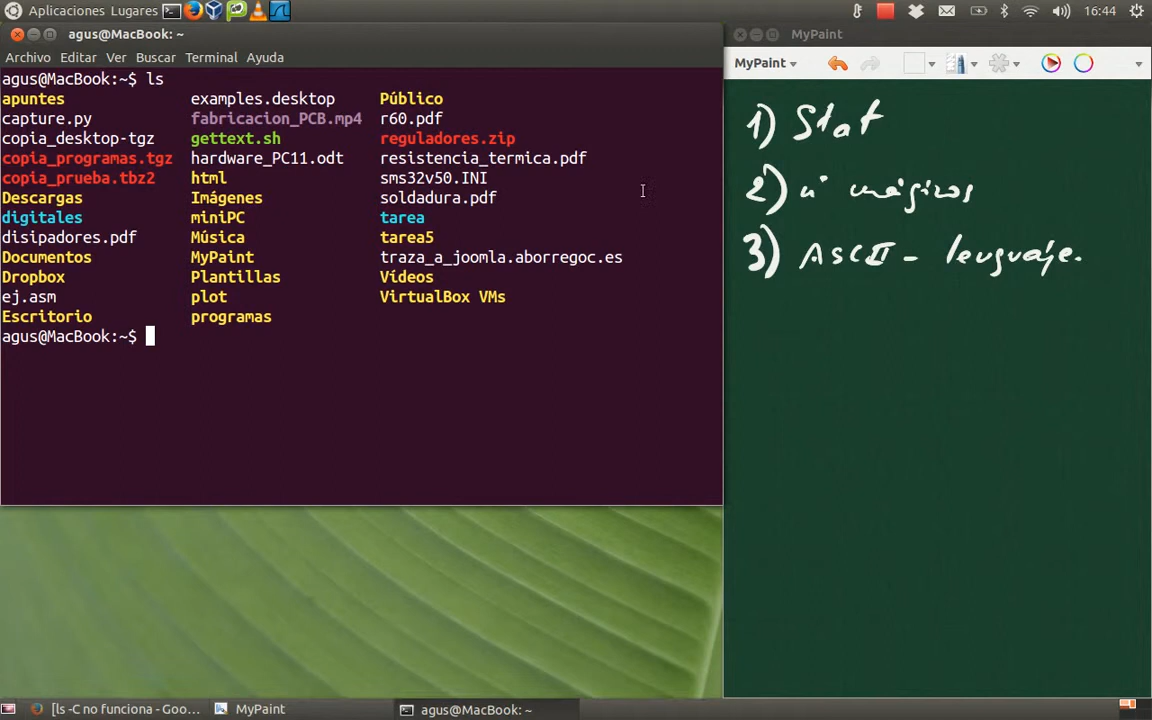 Aplicaciones Lugares 16:44
agus@MacBook: ~
Archivo Editar Ver Buscar Terminal Ayuda
agus@MacBook:~$ ls
apuntes examples.desktop Público
capture.py fabricacion_PCB.mp4 r60.pdf
copia_desktop-tgz gettext.sh reguladores.zip
copia_programas.tgz hardware_PC11.odt resistencia_termica.pdf
copia_prueba.tbz2 html sms32v50.INI
Descargas Imágenes soldadura.pdf
digitales miniPC tarea
disipadores.pdf Música tarea5
Documentos MyPaint traza_a_joomla.aborregoc.es
Dropbox Plantillas Vídeos
ej.asm plot VirtualBox VMs
Escritorio programas
agus@MacBook:~$
MyPaint
MyPaint
1) Stat
2) nº mágicos
3) ASCII - lenguaje.
[ls -C no funciona - Goo... MyPaint agus@MacBook: ~